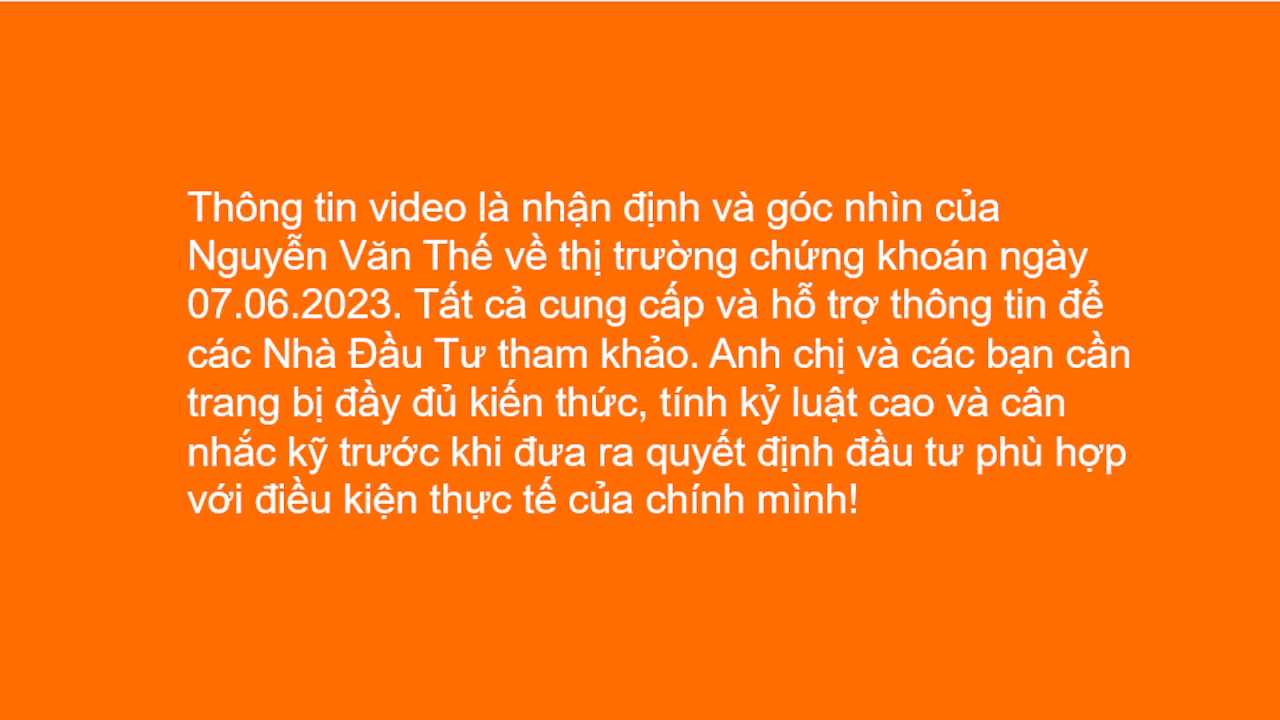 Thông tin video là nhận định và góc nhìn của
Nguyễn Văn Thế về thị trường chứng khoán ngày
07.06.2023. Tất cả cung cấp và hỗ trợ thông tin để
các Nhà Đầu Tư tham khảo. Anh chị và các bạn cần
trang bị đầy đủ kiến thức, tính kỷ luật cao và cân
nhắc kỹ trước khi đưa ra quyết định đầu tư phù hợp
với điều kiện thực tế của chính mình!